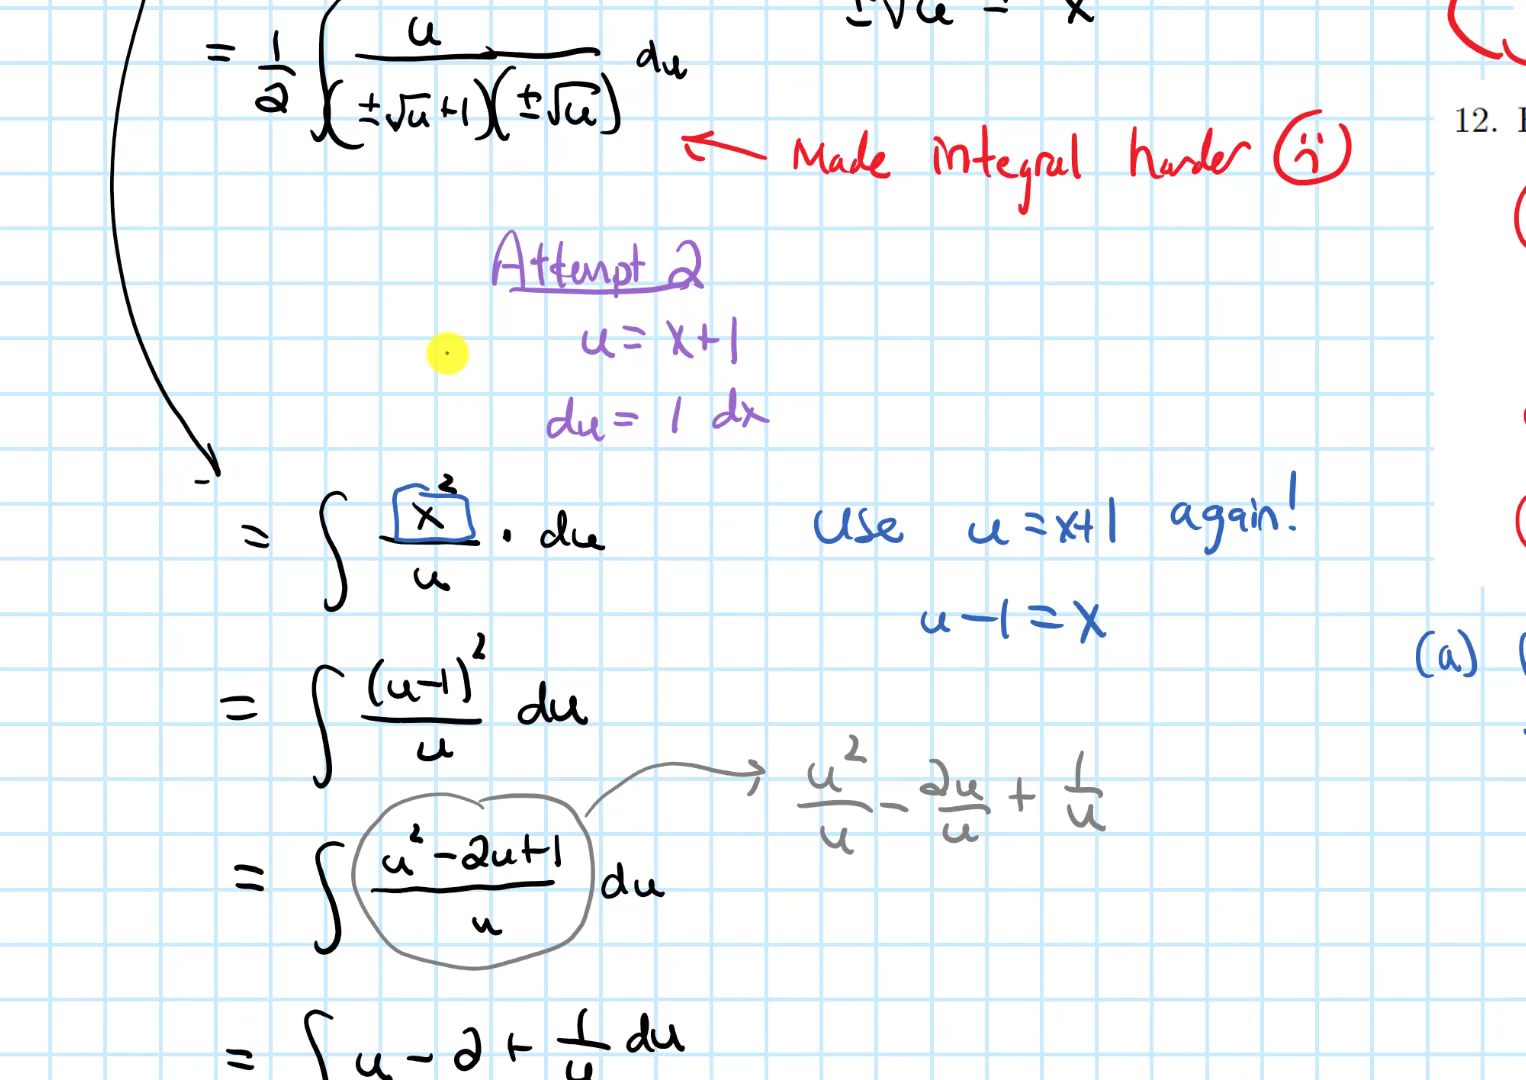 ±√u = x
= 1/2 ∫ u/((±√u+1)(±√u)) du
← Made integral harder ☹
12.
Attempt 2
u = x+1
du = 1 dx
= ∫ x²/u · du
use u = x+1 again!
u-1 = x
(a)
= ∫ (u-1)²/u du
u²/u - 2u/u + 1/u
= ∫ (u²-2u+1)/u du
= ∫ u - 2 + 1/u du